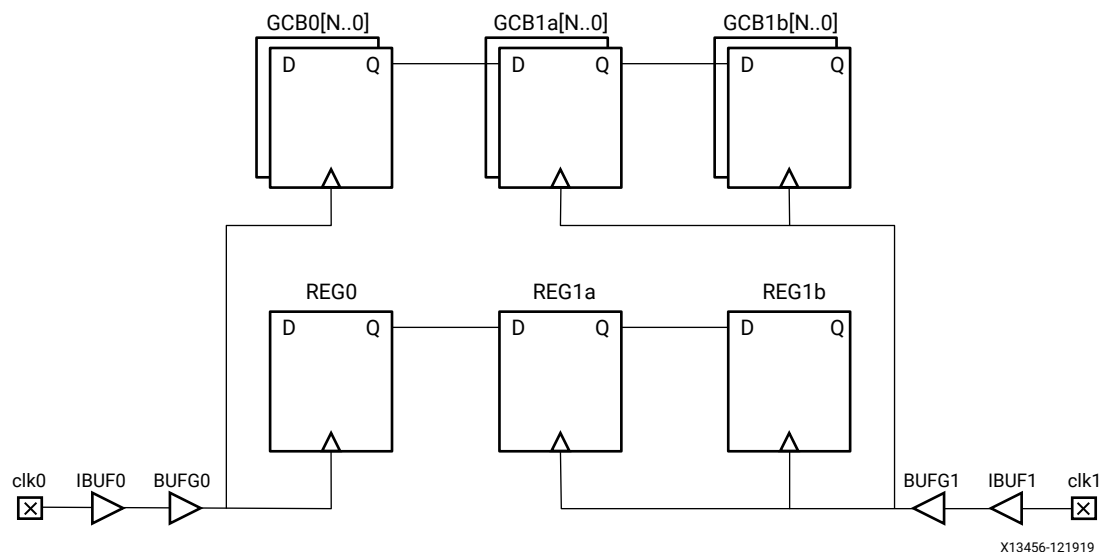 GCB0[N..0] GCB1a[N..0] GCB1b[N..0]
D Q D Q D Q
REG0 REG1a REG1b
D Q D Q D Q
clk0 IBUF0 BUFG0 BUFG1 IBUF1 clk1
X13456-121919